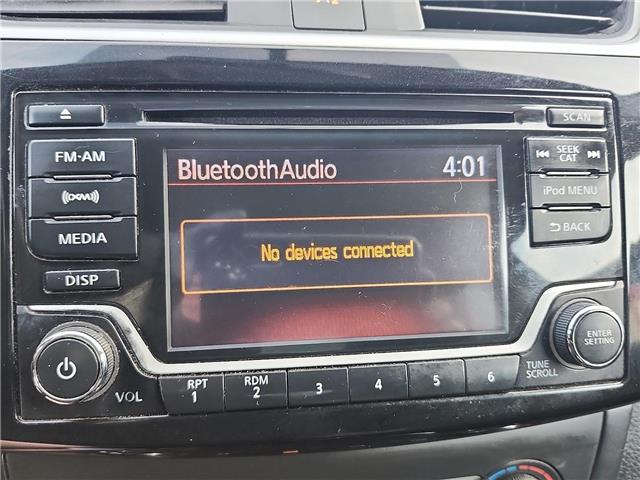 SCAN
FM·AM
BluetoothAudio 4:01
SEEK
CAT
XM
iPod MENU
MEDIA
BACK
No devices connected
DISP
ENTER
SETTING
VOL
RPT
1
RDM
2
3
4
5
6
TUNE
SCROLL